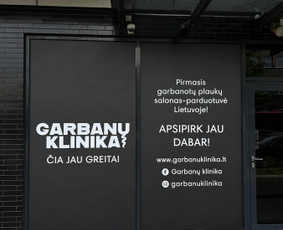 GARBANŲ
KLINIKA
ČIA JAU GREITAI
Pirmasis
garbanotų plaukų
salonas-parduotuvė
Lietuvoje!
APSIPIRK JAU
DABAR!
www.garbanuklinika.lt
Garbanų klinika
garbanuklinika